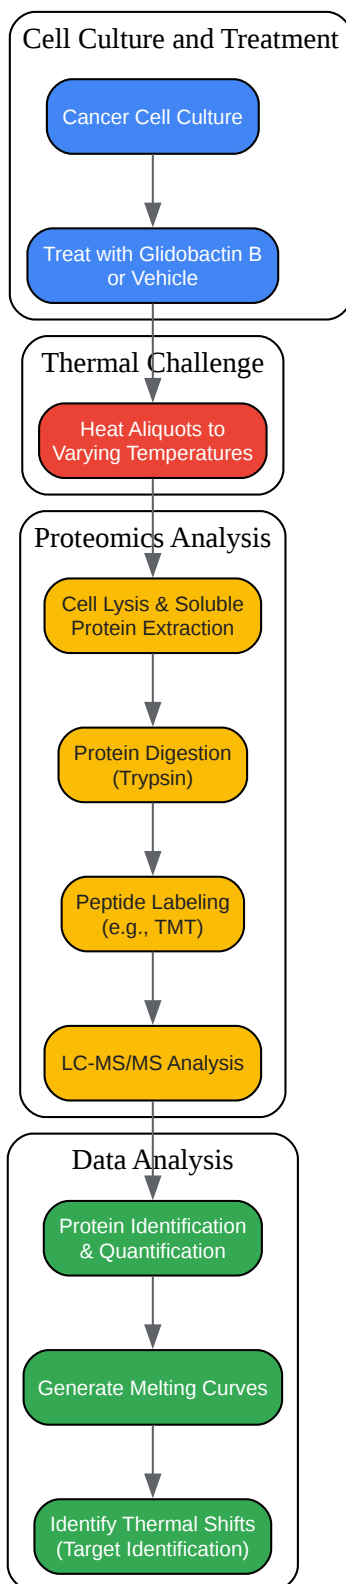 Cell Culture and Treatment
Cancer Cell Culture
Treat with Glidobactin B
or Vehicle
Thermal Challenge
Heat Aliquots to
Varying Temperatures
Proteomics Analysis
Cell Lysis & Soluble
Protein Extraction
Protein Digestion
(Trypsin)
Peptide Labeling
(e.g., TMT)
LC-MS/MS Analysis
Data Analysis
Protein Identification
& Quantification
Generate Melting Curves
Identify Thermal Shifts
(Target Identification)